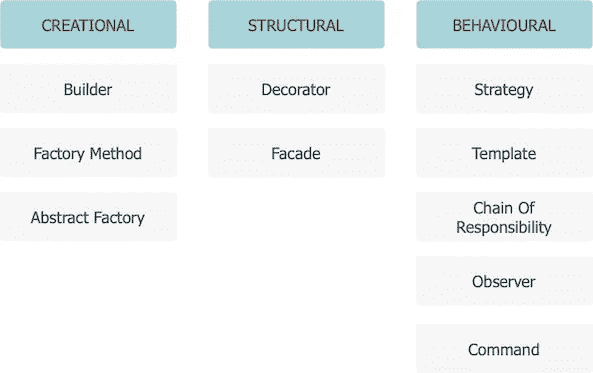 CREATIONAL
STRUCTURAL
BEHAVIOURAL
Builder
Decorator
Strategy
Factory Method
Facade
Template
Abstract Factory
Chain Of
Responsibility
Observer
Command